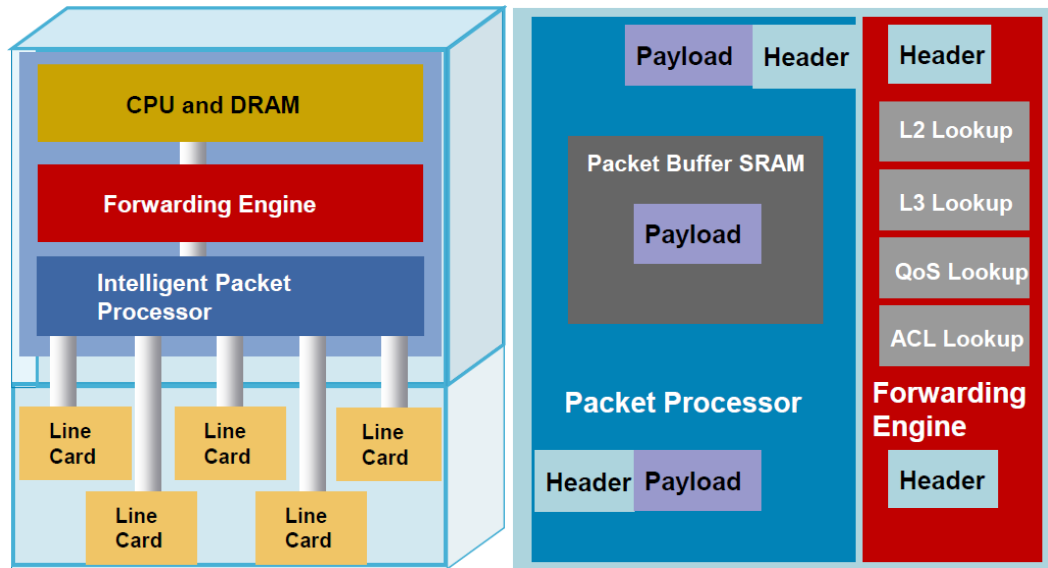 CPU and DRAM
Forwarding Engine
Intelligent Packet
Processor
Line
Card
Line
Card
Line
Card
Line
Card
Line
Card
Payload
Header
Packet Buffer SRAM
Payload
Packet Processor
Header
Payload
Header
L2 Lookup
L3 Lookup
QoS Lookup
ACL Lookup
Forwarding
Engine
Header